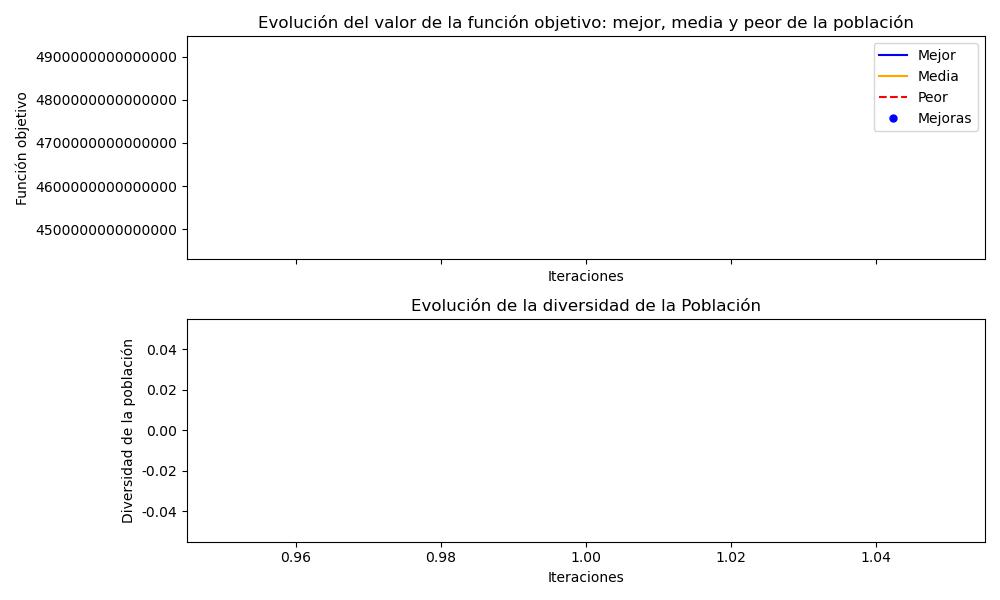 Evolución del valor de la función objetivo: mejor, media y peor de la población
Función objetivo
4900000000000000
4800000000000000
4700000000000000
4600000000000000
4500000000000000
Mejor
Media
Peor
Mejoras
Iteraciones
Evolución de la diversidad de la Población
Diversidad de la población
0.04
0.02
0.00
-0.02
-0.04
0.96 0.98 1.00 1.02 1.04
Iteraciones